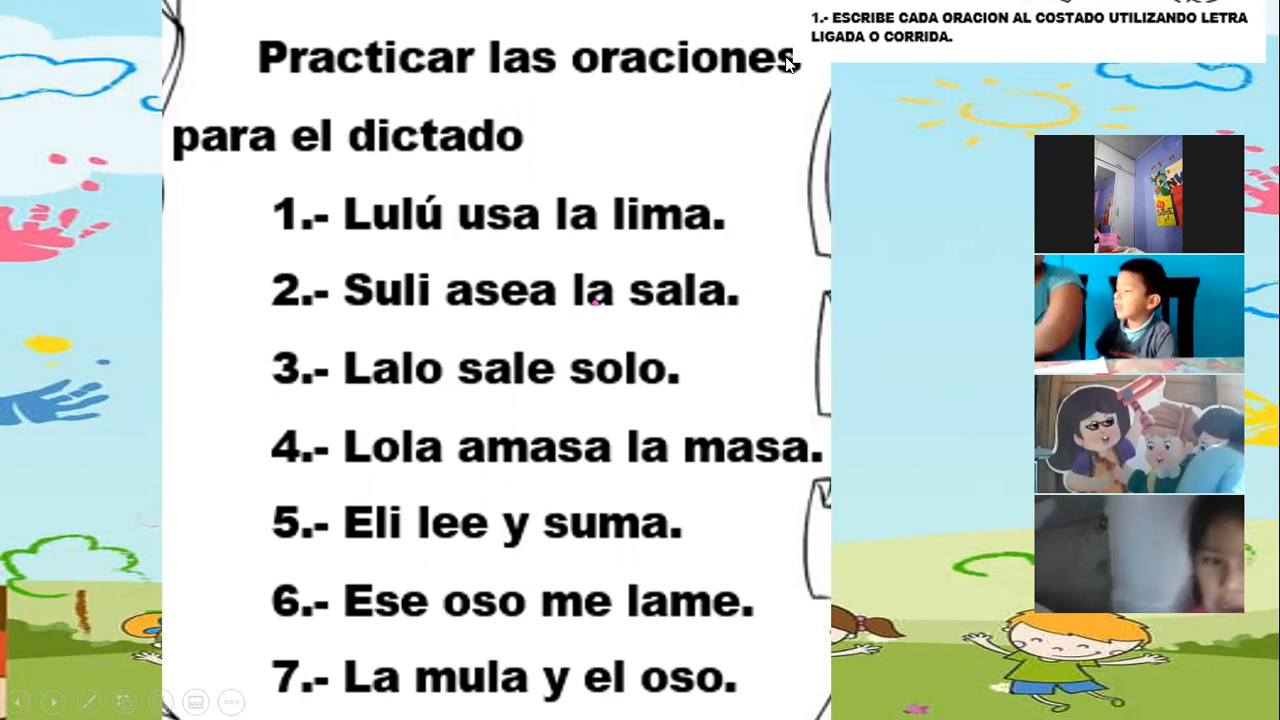 Practicar las oraciones
para el dictado
1.- Lulú usa la lima.
2.- Suli asea la sala.
3.- Lalo sale solo.
4.- Lola amasa la masa.
5.- Eli lee y suma.
6.- Ese oso me lame.
7.- La mula y el oso.
1.- ESCRIBE CADA ORACION AL COSTADO UTILIZANDO LETRA
LIGADA O CORRIDA.